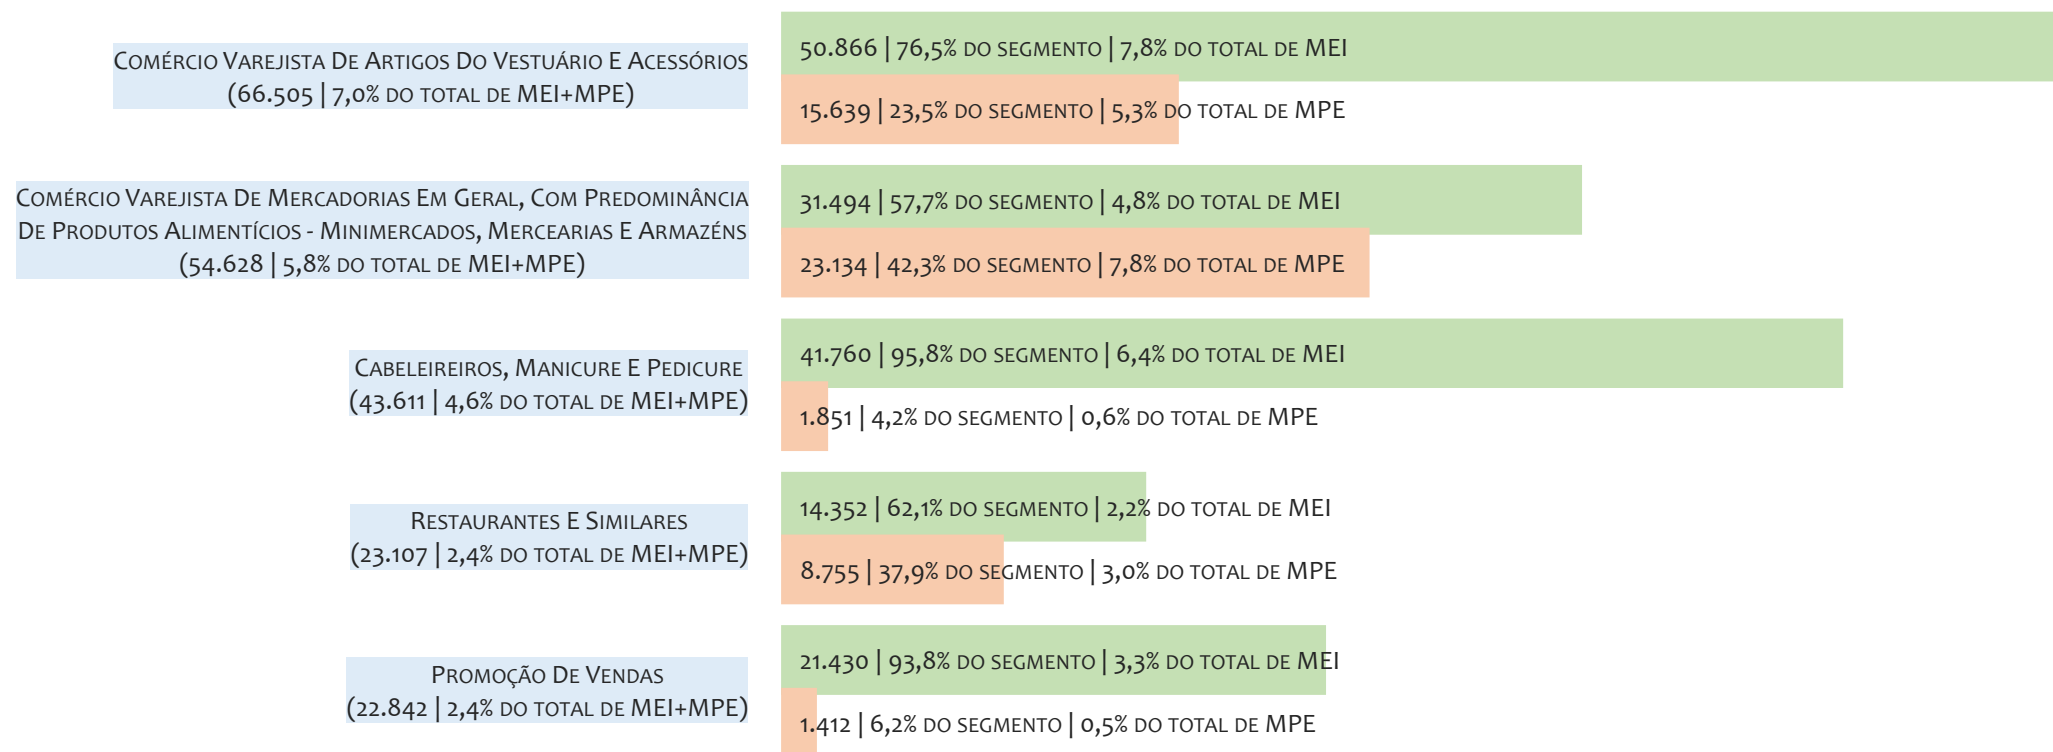 Comércio Varejista De Artigos Do Vestuário E Acessórios
(66.505 | 7,0% do total de MEI+MPE)
50.866 | 76,5% do segmento | 7,8% do total de MEI
15.639 | 23,5% do segmento | 5,3% do total de MPE
Comércio Varejista De Mercadorias Em Geral, Com Predominância
De Produtos Alimentícios - Minimercados, Mercearias E Armazéns
(54.628 | 5,8% do total de MEI+MPE)
31.494 | 57,7% do segmento | 4,8% do total de MEI
23.134 | 42,3% do segmento | 7,8% do total de MPE
Cabeleireiros, Manicure E Pedicure
(43.611 | 4,6% do total de MEI+MPE)
41.760 | 95,8% do segmento | 6,4% do total de MEI
1.851 | 4,2% do segmento | 0,6% do total de MPE
Restaurantes E Similares
(23.107 | 2,4% do total de MEI+MPE)
14.352 | 62,1% do segmento | 2,2% do total de MEI
8.755 | 37,9% do segmento | 3,0% do total de MPE
Promoção De Vendas
(22.842 | 2,4% do total de MEI+MPE)
21.430 | 93,8% do segmento | 3,3% do total de MEI
1.412 | 6,2% do segmento | 0,5% do total de MPE